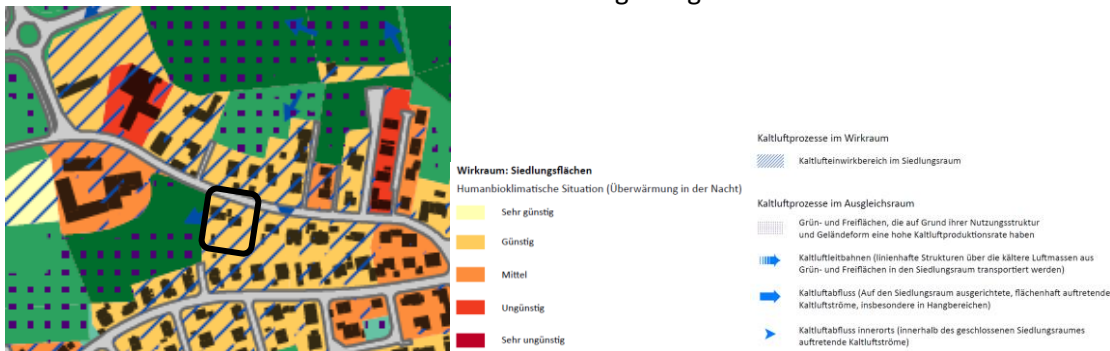 Wirkraum: Siedlungsflächen
Humanbioklimatische Situation (Überwärmung in der Nacht)
Sehr günstig
Günstig
Mittel
Ungünstig
Sehr ungünstig
Kaltluftprozesse im Wirkraum
Kaltlufteinwirkbereich im Siedlungsraum
Kaltluftprozesse im Ausgleichsraum
Grün- und Freiflächen, die auf Grund ihrer Nutzungsstruktur
und Geländeform eine hohe Kaltluftproduktionsrate haben
Kaltluftleitbahnen (linienhafte Strukturen über die kältere Luftmassen aus
Grün- und Freiflächen in den Siedlungsraum transportiert werden)
Kaltluftabfluss (Auf den Siedlungsraum ausgerichtete, flächenhaft auftretende
Kaltluftströme, insbesondere in Hangbereichen)
Kaltluftabfluss innerorts (innerhalb des geschlossenen Siedlungsraumes
auftretende Kaltluftströme)